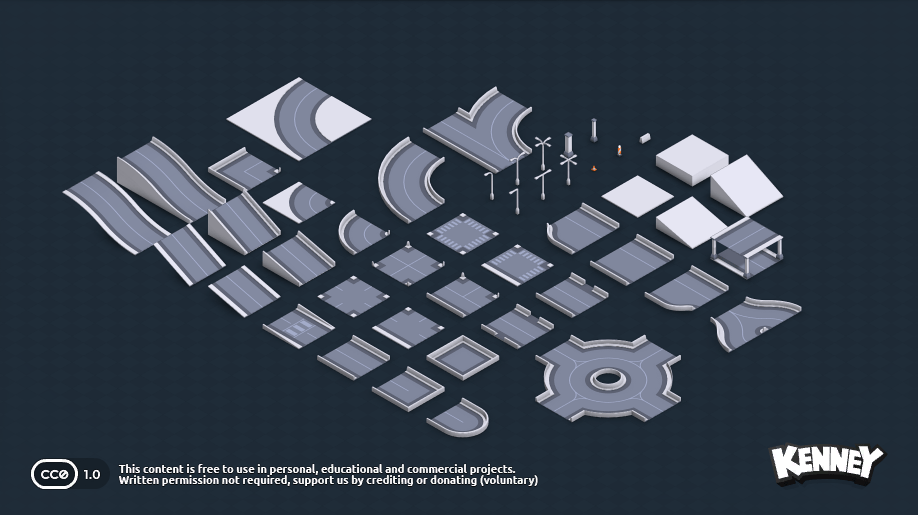 CC0 1.0
This content is free to use in personal, educational and commercial projects.
Written permission not required, support us by crediting or donating (voluntary)
KENNEY